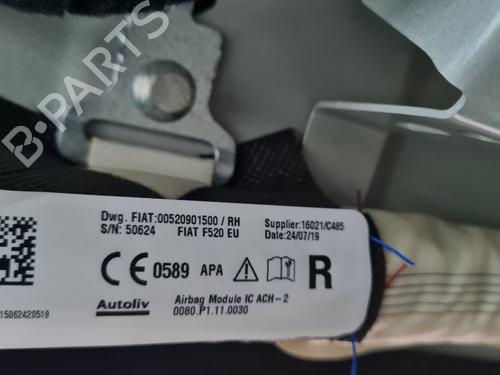 B-PARTS
Dwg. FIAT:00520901500 / RH
S/N: 50624 FIAT F520 EU
Supplier:16021/C485
Date:24/07/19
CE 0589 APA R
Autoliv
Airbag Module IC ACH-2
0080.P1.11.0030
15062420519